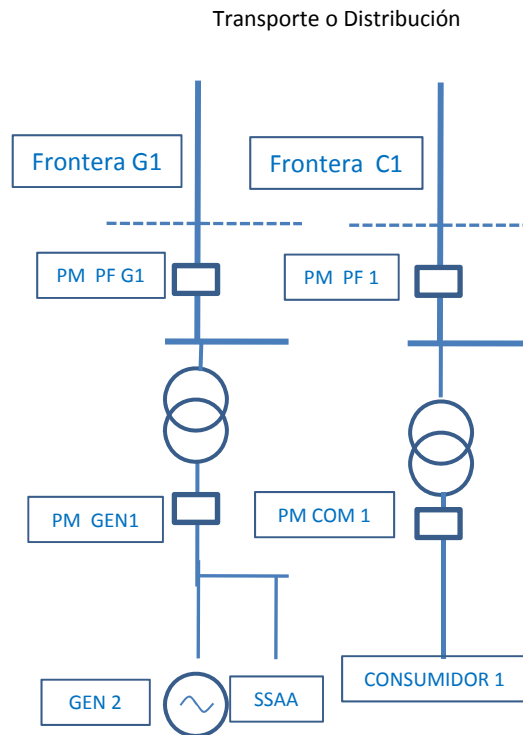 Transporte o Distribución
Frontera G1
Frontera C1
PM PF G1
PM PF 1
PM GEN1
PM COM 1
GEN 2
SSAA
CONSUMIDOR 1